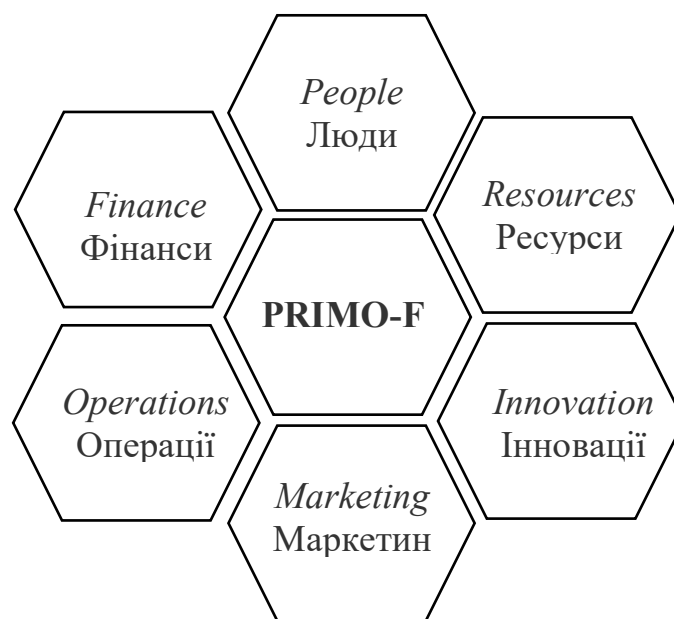 People
Люди
Resources
Ресурси
Finance
Фінанси
PRIMO-F
Innovation
Інновації
Operations
Операції
Marketing
Маркетин